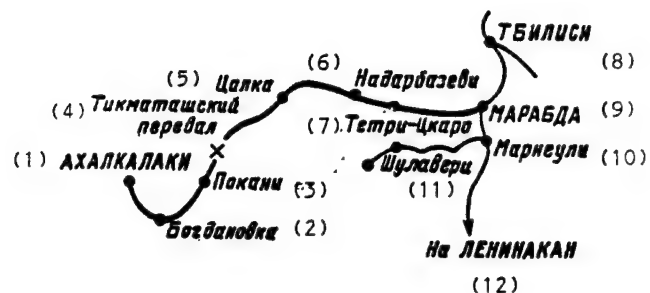 ТБИЛИСИ
(8)
(6)
(5) Цалка
Надарбазеви
(4) Тикматашский
перевал
(7)
Тетри-Цкаро
МАРАБДА (9)
(1) АХАЛКАЛАКИ
Марнеули (10)
Шулавери
(11)
Покани (3)
Богдановка (2)
На ЛЕНИНАКАН
(12)